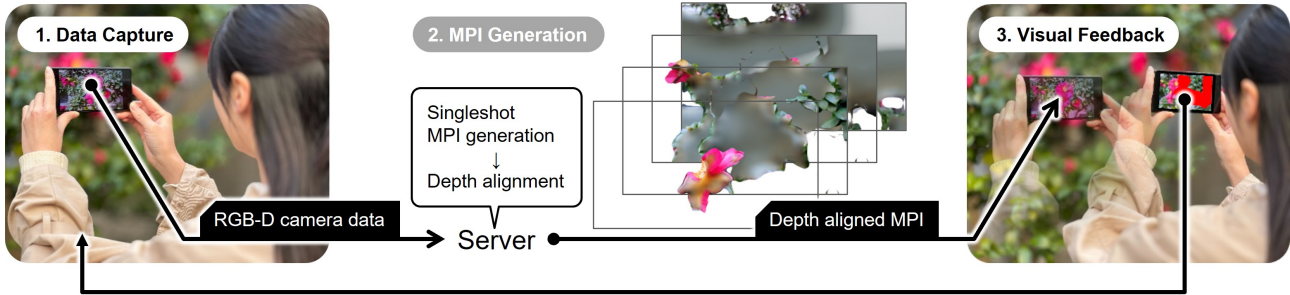 1. Data Capture
2. MPI Generation
3. Visual Feedback
Singleshot
MPI generation
↓
Depth alignment
RGB-D camera data
Server
Depth aligned MPI